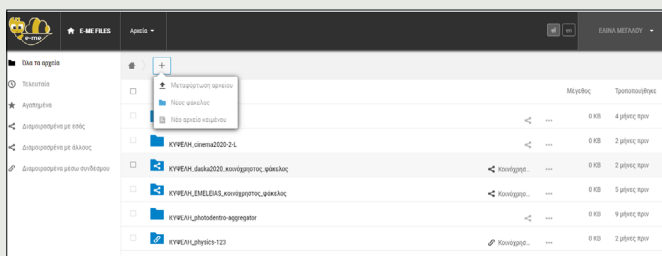 e-me
E-ME FILES
Αρχεία
el
en
ΕΛΙΝΑ ΜΕΓΑΛΟΥ
Όλα τα αρχεία
Τελευταία
Αγαπημένα
Διαμοιρασμένα με εσάς
Διαμοιρασμένα με άλλους
Διαμοιρασμένα μέσω συνδέσμου
+
Μεταφόρτωση αρχείου
Νέος φάκελος
Νέο αρχείο κειμένου
Μέγεθος Τροποποιήθηκε
0 KB 4 μήνες πριν
ΚΥΨΕΛΗ_cinema2020-2-L 0 KB 2 μήνες πριν
ΚΥΨΕΛΗ_daska2020_κοινόχρηστος_φάκελος Κοινόχρησ... 0 KB 2 μήνες πριν
ΚΥΨΕΛΗ_EMELEIAS_κοινόχρηστος_φάκελος Κοινόχρησ... 0 KB 5 μήνες πριν
ΚΥΨΕΛΗ_photodentro-aggregator 0 KB 9 μήνες πριν
ΚΥΨΕΛΗ_physics-123 Κοινόχρησ... 0 KB 2 μήνες πριν